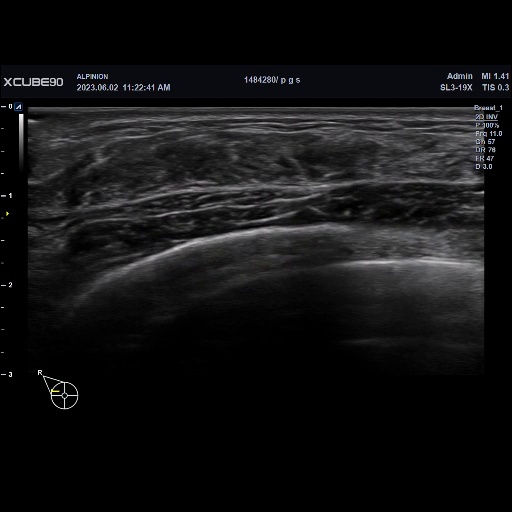 XCUBE90
ALPINION
2023.06.02 11:22:41 AM
1484280/ p g s
Admin MI 1.41
SL3-19X TIS 0.3
Breast_1
2D INV
P 100%
Frq 11.0
Gn 57
DR 76
FR 47
D 3.0
0
1
2
3
R